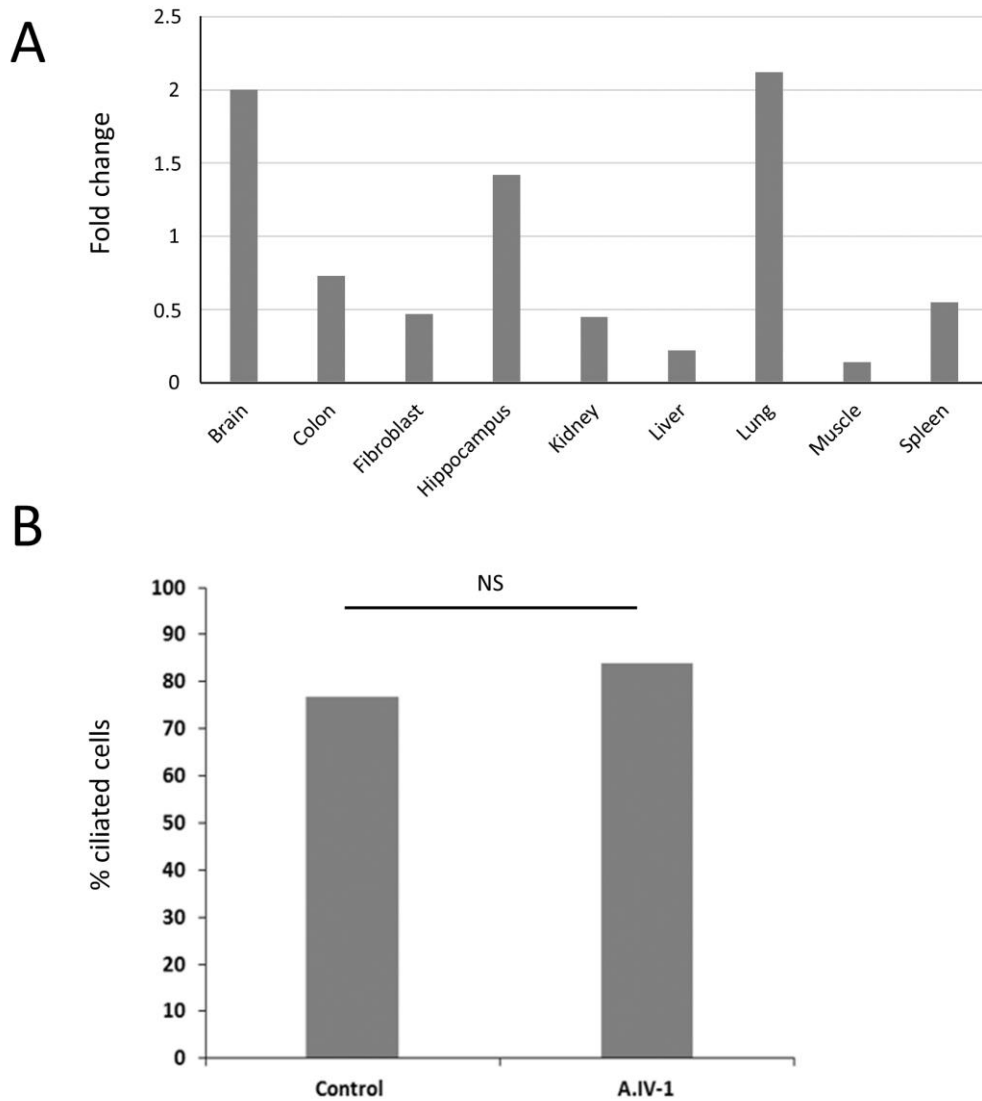 A
Fold change
2.5
2
1.5
1
0.5
0
Brain
Colon
Fibroblast
Hippocampus
Kidney
Liver
Lung
Muscle
Spleen
B
% ciliated cells
NS
100
90
80
70
60
50
40
30
20
10
0
Control
A.IV-1